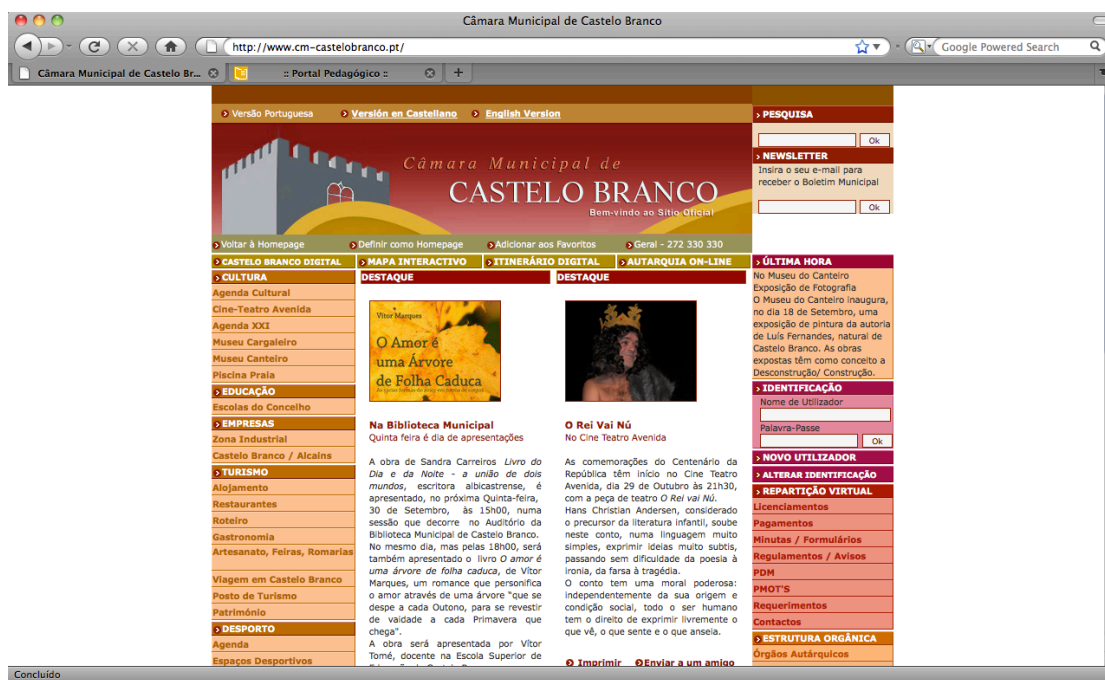 Câmara Municipal de Castelo Branco
http://www.cm-castelobranco.pt/
Google Powered Search
Câmara Municipal de Castelo Br...
:: Portal Pedagógico ::
Versão Portuguesa
Versión en Castellano
English Version
Câmara Municipal de
CASTELO BRANCO
Bem-vindo ao Sítio Oficial
Voltar à Homepage
Definir como Homepage
Adicionar aos Favoritos
Geral - 272 330 330
PESQUISA
Ok
NEWSLETTER
Insira o seu e-mail para
receber o Boletim Municipal
Ok
CASTELO BRANCO DIGITAL
MAPA INTERACTIVO
ITINERÁRIO DIGITAL
AUTARQUIA ON-LINE
CULTURA
Agenda Cultural
Cine-Teatro Avenida
Agenda XXI
Museu Cargaleiro
Museu Canteiro
Piscina Praia
EDUCAÇÃO
Escolas do Concelho
EMPRESAS
Zona Industrial
Castelo Branco / Alcains
TURISMO
Alojamento
Restaurantes
Roteiro
Gastronomia
Artesanato, Feiras, Romarias
Viagem em Castelo Branco
Posto de Turismo
Património
DESPORTO
Agenda
Espaços Desportivos
DESTAQUE
Vítor Marques
O Amor é
uma Árvore
de Folha Caduca
Na Biblioteca Municipal
Quinta feira é dia de apresentações
A obra de Sandra Carreiros Livro do
Dia e da Noite - a união de dois
mundos, escritora albicastrense, é
apresentado, no próxima Quinta-feira,
30 de Setembro, às 15h00, numa
sessão que decorre no Auditório da
Biblioteca Municipal de Castelo Branco.
No mesmo dia, mas pelas 18h00, será
também apresentado o livro O amor é
uma árvore de folha caduca, de Vítor
Marques, um romance que personifica
o amor através de uma árvore "que se
despe a cada Outono, para se revestir
de vaidade a cada Primavera que
chega".
A obra será apresentada por Vítor
Tomé, docente na Escola Superior de
DESTAQUE
O Rei Vai Nú
No Cine Teatro Avenida
As comemorações do Centenário da
República têm início no Cine Teatro
Avenida, dia 29 de Outubro às 21h30,
com a peça de teatro O Rei vai Nú.
Hans Christian Andersen, considerado
o precursor da literatura infantil, soube
neste conto, numa linguagem muito
simples, exprimir ideias muito subtis,
passando sem dificuldade da poesia à
ironia, da farsa à tragédia.
O conto tem uma moral poderosa:
independentemente da sua origem e
condição social, todo o ser humano
tem o direito de exprimir livremente o
que vê, o que sente e o que anseia.
Imprimir
Enviar a um amigo
ÚLTIMA HORA
No Museu do Canteiro
Exposição de Fotografia
O Museu do Canteiro inaugura,
no dia 18 de Setembro, uma
exposição de pintura da autoria
de Luís Fernandes, natural de
Castelo Branco. As obras
expostas têm como conceito a
Desconstrução/ Construção.
IDENTIFICAÇÃO
Nome de Utilizador
Palavra-Passe
Ok
NOVO UTILIZADOR
ALTERAR IDENTIFICAÇÃO
REPARTIÇÃO VIRTUAL
Licenciamentos
Pagamentos
Minutas / Formulários
Regulamentos / Avisos
PDM
PMOT'S
Requerimentos
Contactos
ESTRUTURA ORGÂNICA
Órgãos Autárquicos
Concluído